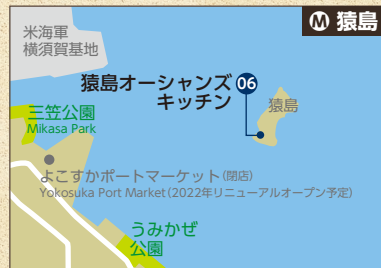 M 猿島
米海軍
横須賀基地
猿島オーシャンズ 06
キッチン
猿島
三笠公園
Mikasa Park
よこすかポートマーケット(閉店)
Yokosuka Port Market(2022年リニューアルオープン予定)
うみかぜ
公園